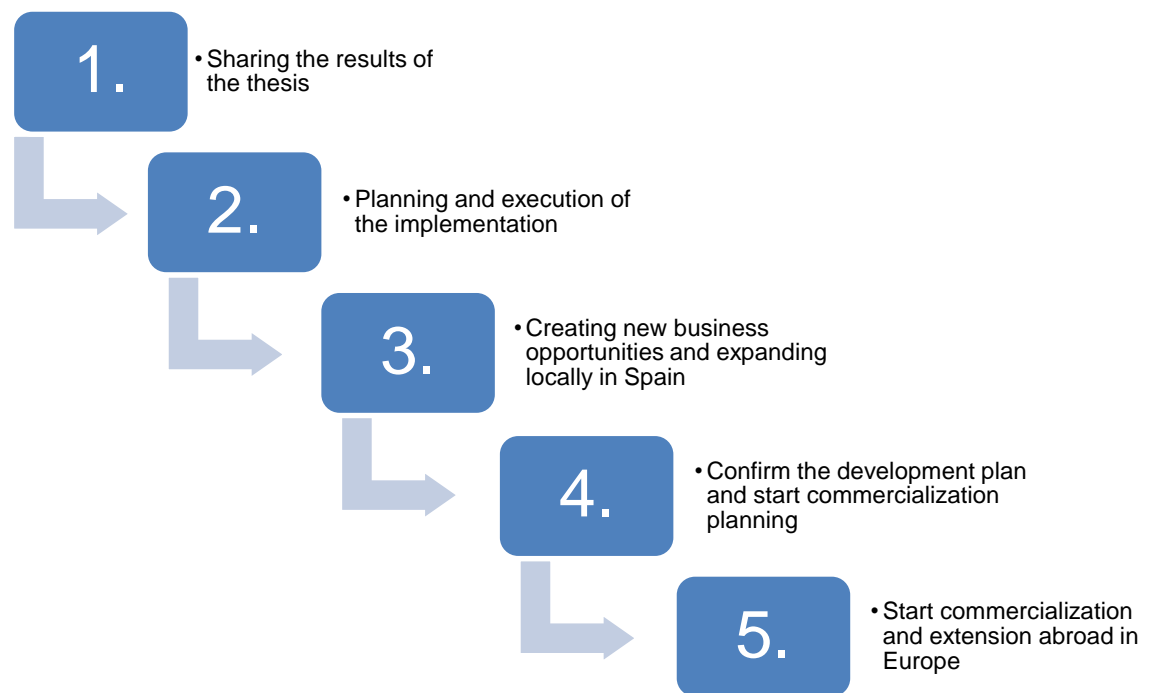 1.
• Sharing the results of
the thesis
2.
• Planning and execution of
the implementation
3.
• Creating new business
opportunities and expanding
locally in Spain
4.
• Confirm the development plan
and start commercialization
planning
5.
• Start commercialization
and extension abroad in
Europe